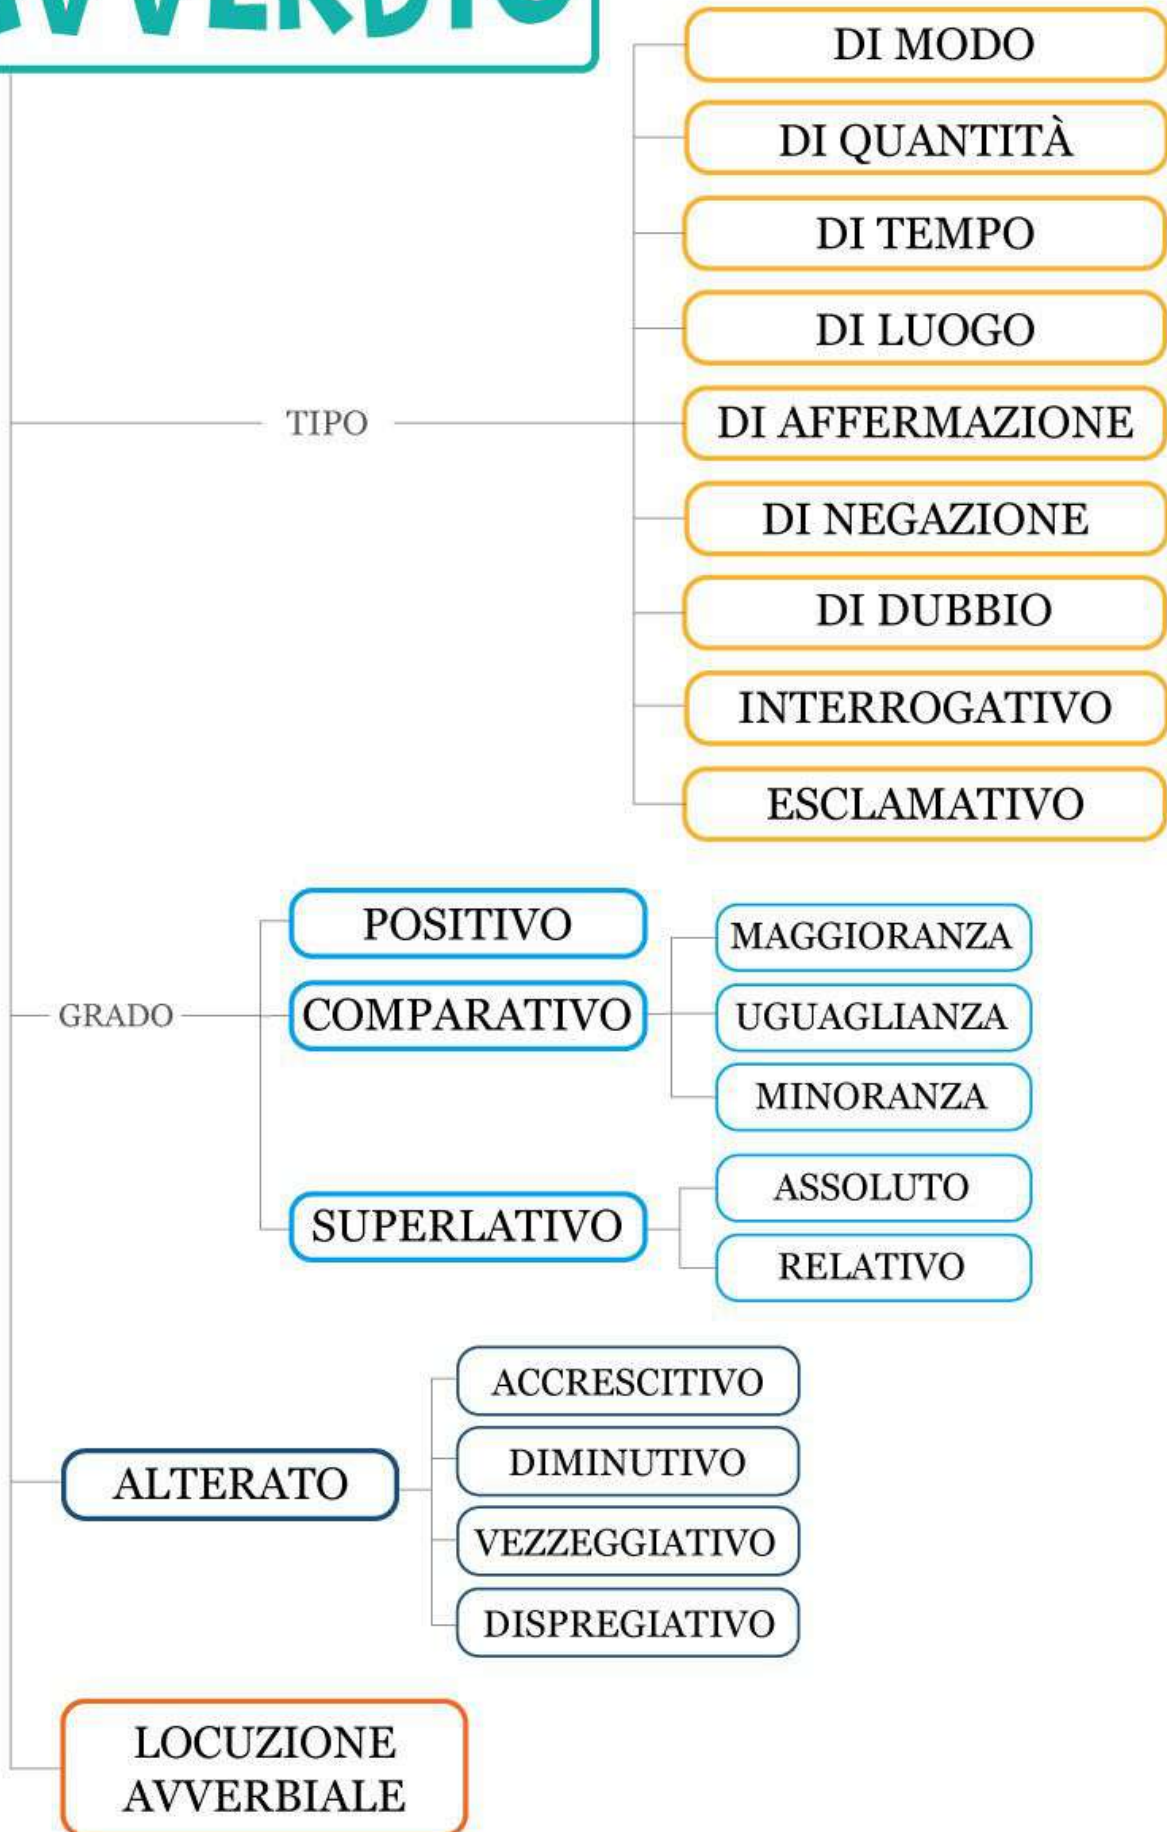 AVVERBIO
DI MODO
DI QUANTITÀ
DI TEMPO
DI LUOGO
TIPO
DI AFFERMAZIONE
DI NEGAZIONE
DI DUBBIO
INTERROGATIVO
ESCLAMATIVO
POSITIVO
MAGGIORANZA
GRADO
COMPARATIVO
UGUAGLIANZA
MINORANZA
ASSOLUTO
SUPERLATIVO
RELATIVO
ACCRESCITIVO
DIMINUTIVO
ALTERATO
VEZZEGGIATIVO
DISPREGIATIVO
LOCUZIONE
AVVERBIALE